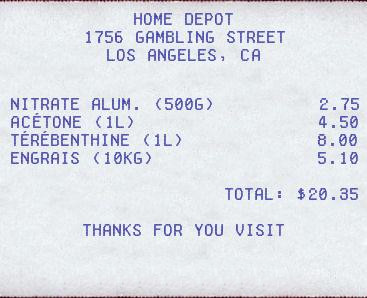 HOME DEPOT
1756 GAMBLING STREET
LOS ANGELES, CA
NITRATE ALUM. (500G) 2.75
ACÉTONE (1L) 4.50
TÉRÉBENTHINE (1L) 8.00
ENGRAIS (10KG) 5.10
TOTAL: $20.35
THANKS FOR YOU VISIT